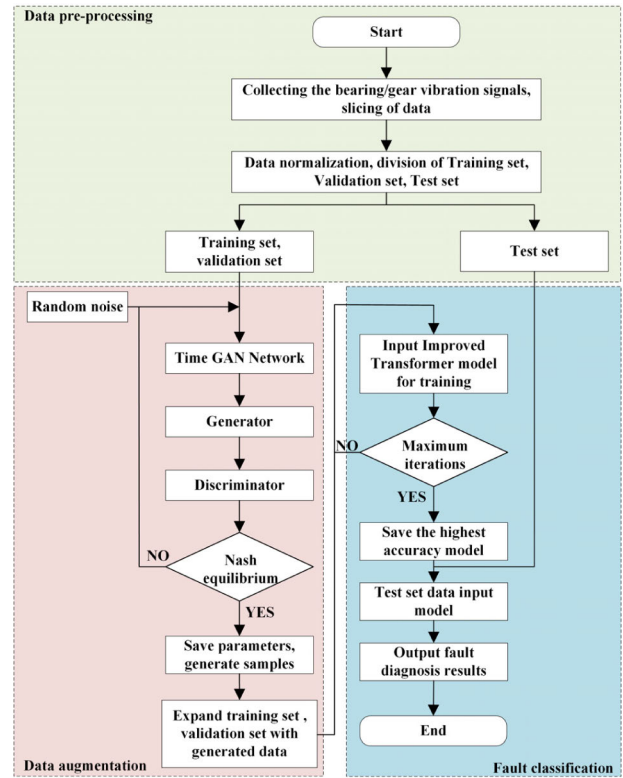 Data pre-processing
Start
Collecting the bearing/gear vibration signals,
slicing of data
Data normalization, division of Training set,
Validation set, Test set
Training set,
validation set
Test set
Random noise
Time GAN Network
Generator
Discriminator
NO
Nash
equilibrium
YES
Save parameters,
generate samples
Expand training set ,
validation set with
generated data
Data augmentation
Input Improved
Transformer model
for training
NO
Maximum
iterations
YES
Save the highest
accuracy model
Test set data input
model
Output fault
diagnosis results
End
Fault classification